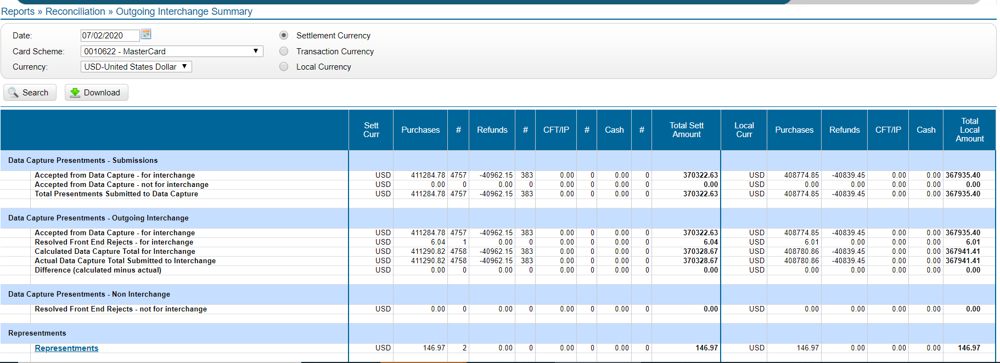 Reports » Reconciliation » Outgoing Interchange Summary
Date: 07/02/2020 Settlement Currency
Card Scheme: 0010622 - MasterCard Transaction Currency
Currency: USD-United States Dollar Local Currency
Search Download
Sett Curr Purchases # Refunds # CFT/IP # Cash # Total Sett Amount Local Curr Purchases Refunds CFT/IP Cash Total Local Amount
Data Capture Presentments - Submissions
Accepted from Data Capture - for interchange USD 411284.78 4757 -40962.15 383 0.00 0 0.00 0 370322.63 USD 408774.85 -40839.45 0.00 0.00 367935.40
Accepted from Data Capture - not for interchange USD 0.00 0 0.00 0 0.00 0 0.00 0 0.00 USD 0.00 0.00 0.00 0.00 0.00
Total Presentments Submitted to Data Capture USD 411284.78 4757 -40962.15 383 0.00 0 0.00 0 370322.63 USD 408774.85 -40839.45 0.00 0.00 367935.40
Data Capture Presentments - Outgoing Interchange
Accepted from Data Capture - for interchange USD 411284.78 4757 -40962.15 383 0.00 0 0.00 0 370322.63 USD 408774.85 -40839.45 0.00 0.00 367935.40
Resolved Front End Rejects - for interchange USD 6.04 1 0.00 0 0.00 0 0.00 0 6.04 USD 6.01 0.00 0.00 0.00 6.01
Calculated Data Capture Total for Interchange USD 411290.82 4758 -40962.15 383 0.00 0 0.00 0 370328.67 USD 408780.86 -40839.45 0.00 0.00 367941.41
Actual Data Capture Total Submitted to Interchange USD 411290.82 4758 -40962.15 383 0.00 0 0.00 0 370328.67 USD 408780.86 -40839.45 0.00 0.00 367941.41
Difference (calculated minus actual) USD 0.00 0 0.00 0 0.00 0 0.00 0 0.00 USD 0.00 0.00 0.00 0.00 0.00
Data Capture Presentments - Non Interchange
Resolved Front End Rejects - not for interchange USD 0.00 0 0.00 0 0.00 0 0.00 0 0.00 USD 0.00 0.00 0.00 0.00 0.00
Representments
Representments USD 146.97 2 0.00 0 0.00 0 0.00 0 146.97 USD 146.97 0.00 0.00 0.00 146.97